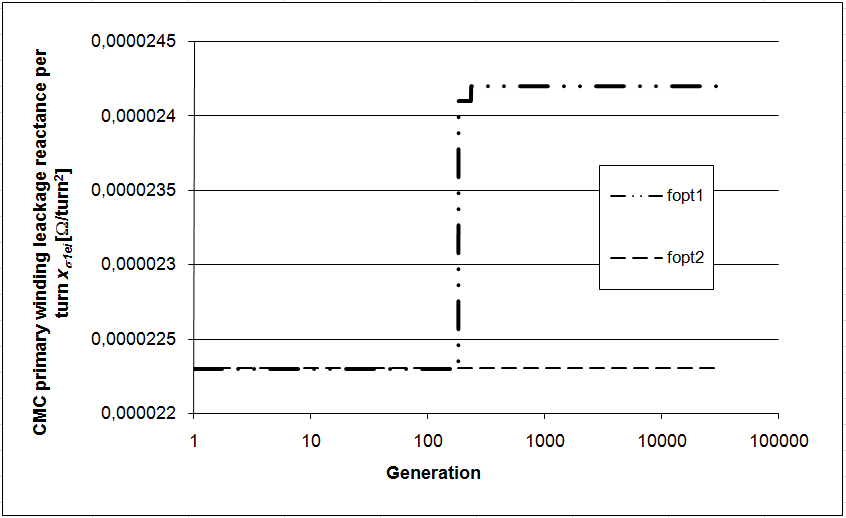 CMC primary winding leackage reactance per
turn xσ1ei [Ω/turn²]
0,0000245
0,000024
0,0000235
0,000023
0,0000225
0,000022
1
10
100
1000
10000
100000
Generation
fopt1
fopt2